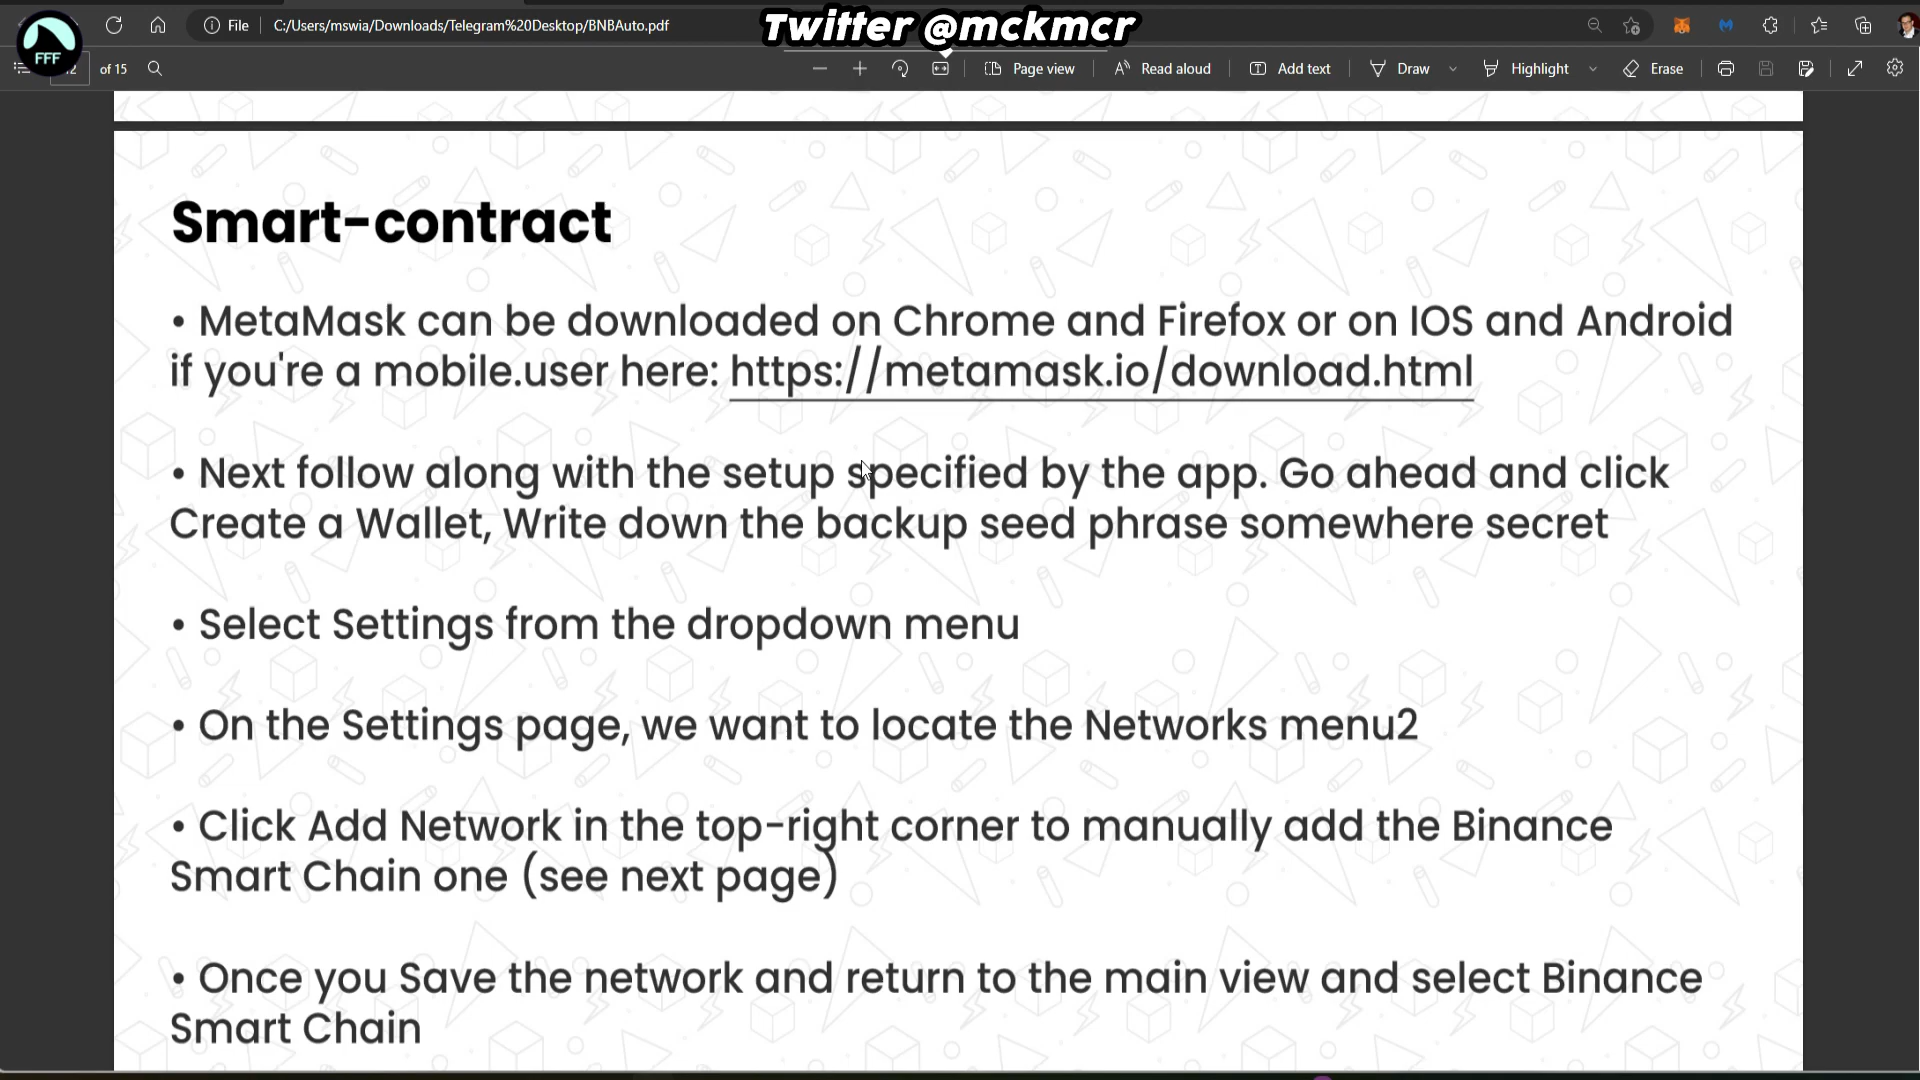 File C:/Users/mswia/Downloads/Telegram%20Desktop/BNBAuto.pdf
Twitter @mckmcr
FFF
of 15
Page view
Read aloud
Add text
Draw
Highlight
Erase
Smart-contract
• MetaMask can be downloaded on Chrome and Firefox or on IOS and Android
if you're a mobile.user here: https://metamask.io/download.html
• Next follow along with the setup specified by the app. Go ahead and click
Create a Wallet, Write down the backup seed phrase somewhere secret
• Select Settings from the dropdown menu
• On the Settings page, we want to locate the Networks menu2
• Click Add Network in the top-right corner to manually add the Binance
Smart Chain one (see next page)
• Once you Save the network and return to the main view and select Binance
Smart Chain